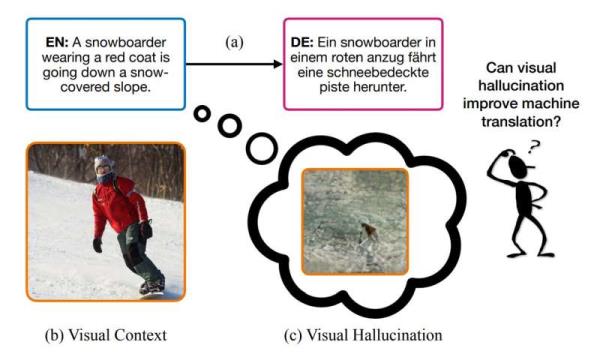 EN: A snowboarder
wearing a red coat is
going down a snow-
covered slope.
(a)
DE: Ein snowboarder in
einem roten anzug fährt
eine schneebedeckte
piste herunter.
Can visual
hallucination
improve machine
translation?
?
(b) Visual Context
(c) Visual Hallucination